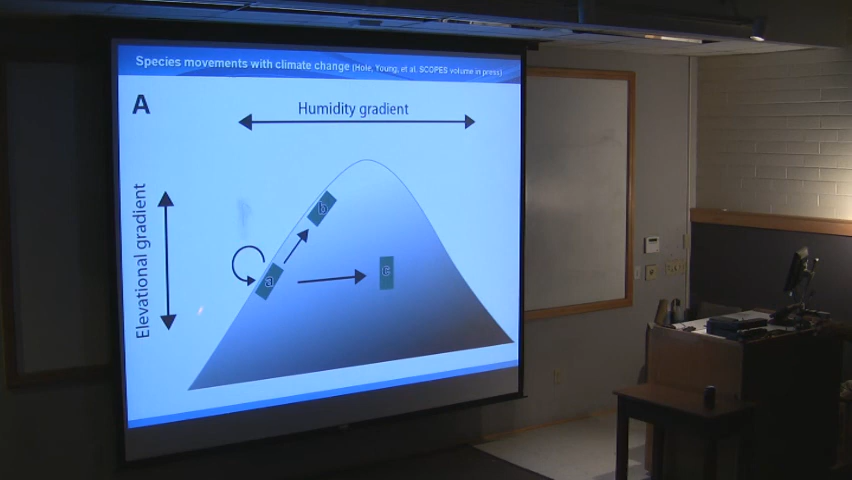 Species movements with climate change (Hole, Young, et al. SCOPES volume in press)
A
Humidity gradient
Elevational gradient
b
a
c